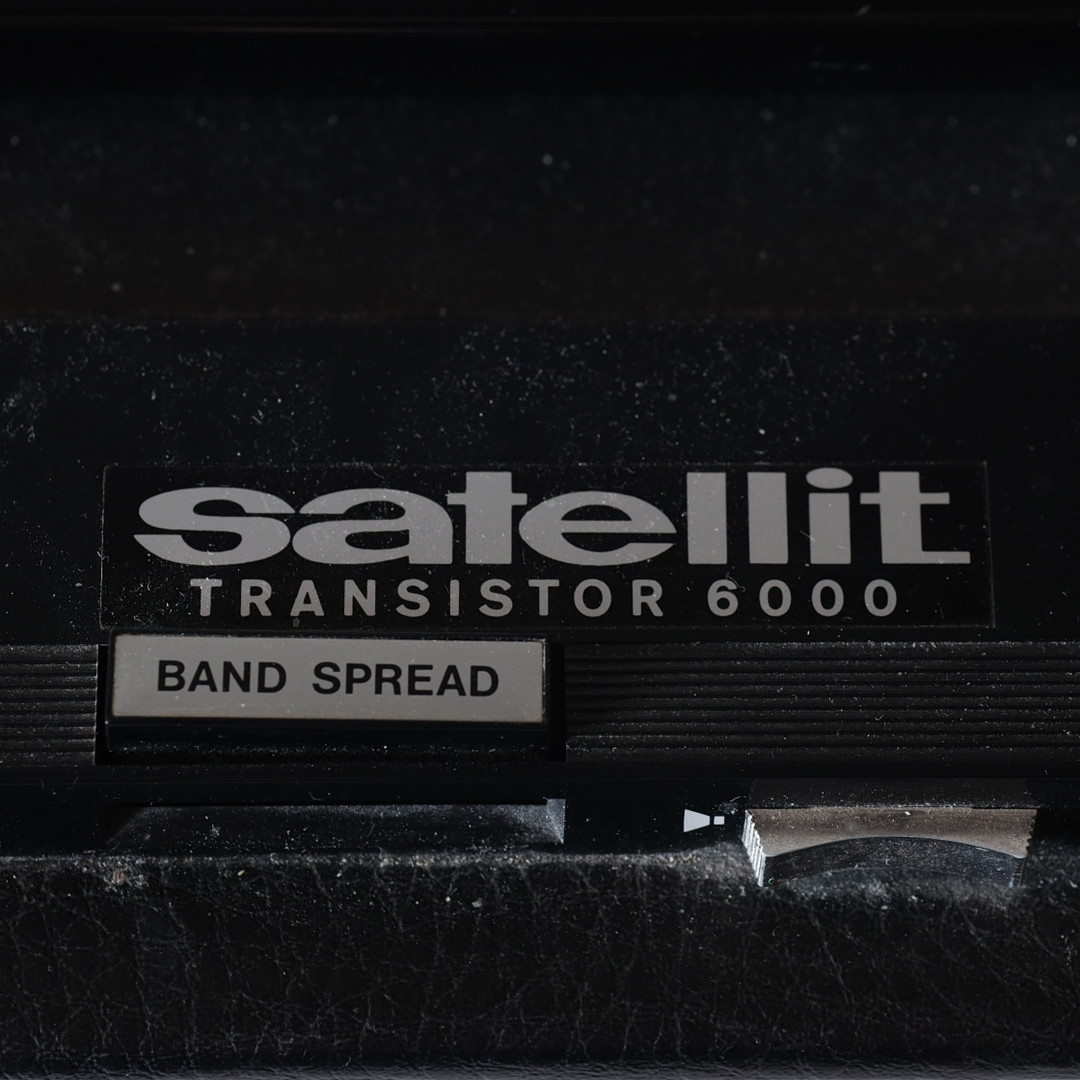 satellit
TRANSISTOR 6000
BAND SPREAD